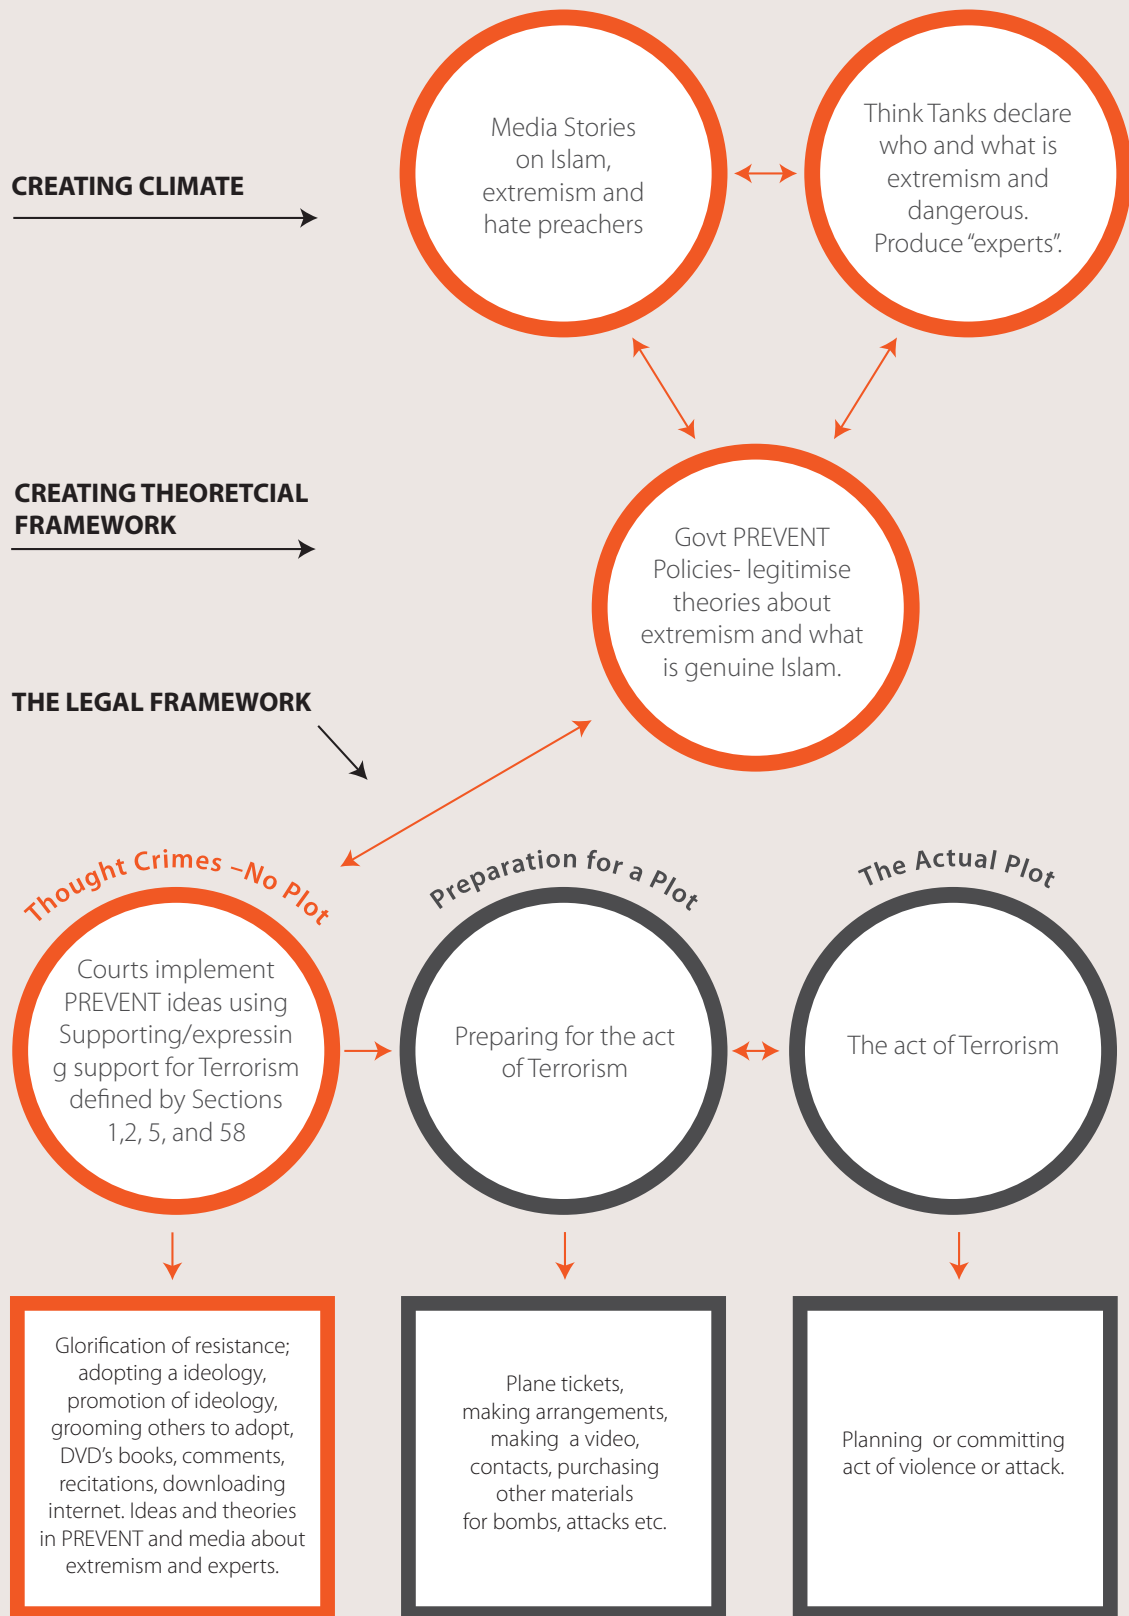 CREATING CLIMATE
Media Stories
on Islam,
extremism and
hate preachers
Think Tanks declare
who and what is
extremism and
dangerous.
Produce “experts”.
CREATING THEORETCIAL
FRAMEWORK
Govt PREVENT
Policies- legitimise
theories about
extremism and what
is genuine Islam.
THE LEGAL FRAMEWORK
Thought Crimes –No Plot
Courts implement
PREVENT ideas using
Supporting/expressin
g support for Terrorism
defined by Sections
1,2, 5, and 58
Preparation for a Plot
Preparing for the act
of Terrorism
The Actual Plot
The act of Terrorism
Glorification of resistance;
adopting a ideology,
promotion of ideology,
grooming others to adopt,
DVD's books, comments,
recitations, downloading
internet. Ideas and theories
in PREVENT and media about
extremism and experts.
Plane tickets,
making arrangements,
making a video,
contacts, purchasing
other materials
for bombs, attacks etc.
Planning or committing
act of violence or attack.